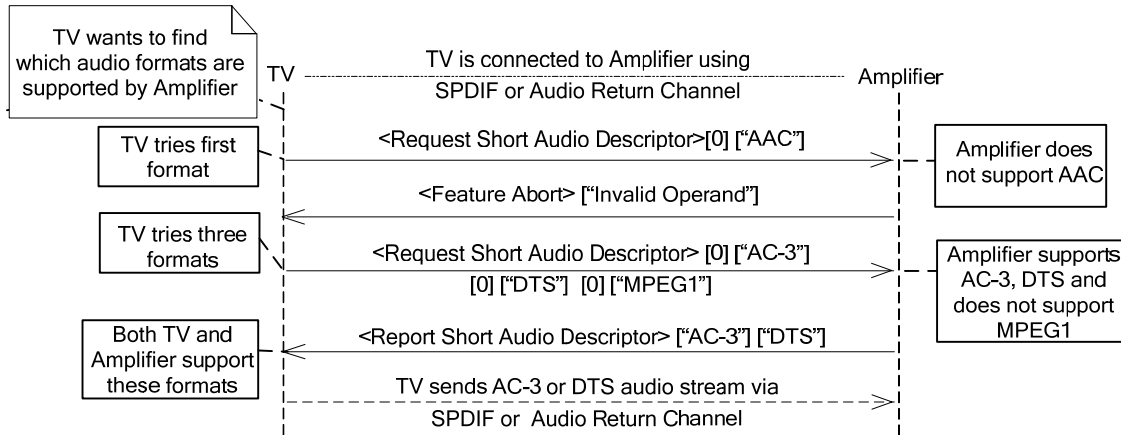 TV wants to find
which audio formats are
supported by Amplifier
TV
TV is connected to Amplifier using
SPDIF or Audio Return Channel
Amplifier
TV tries first
format
<Request Short Audio Descriptor>[0] [“AAC”]
Amplifier does
not support AAC
<Feature Abort> [“Invalid Operand”]
TV tries three
formats
<Request Short Audio Descriptor> [0] [“AC-3”]
[0] [“DTS”] [0] [“MPEG1”]
Amplifier supports
AC-3, DTS and
does not support
MPEG1
Both TV and
Amplifier support
these formats
<Report Short Audio Descriptor> [“AC-3”] [“DTS”]
TV sends AC-3 or DTS audio stream via
SPDIF or Audio Return Channel